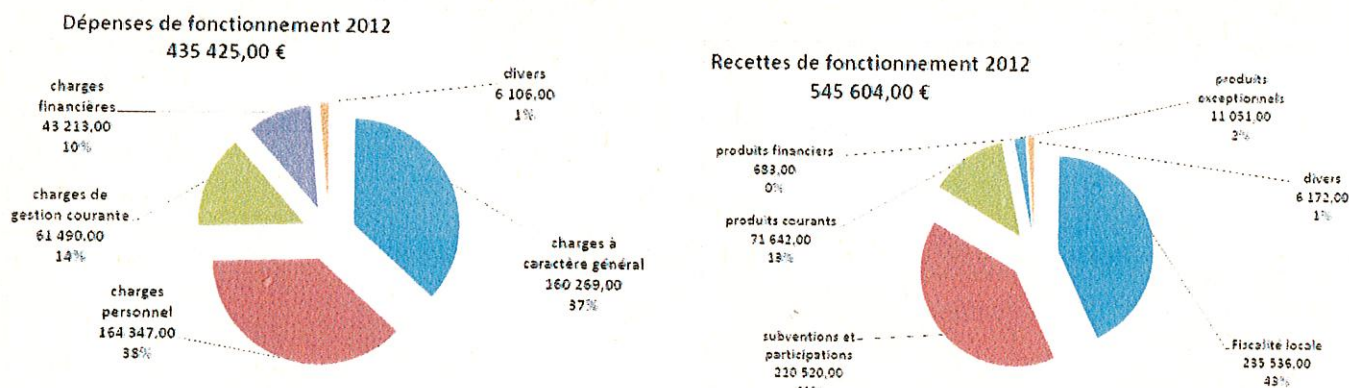 Dépenses de fonctionnement 2012
435 425,00 €
charges
financières
43 213,00
10%
divers
6 106,00
1%
charges de
gestion courante
61 490,00
14%
charges à
caractère général
160 269,00
37%
charges
personnel
164 347,00
38%
Recettes de fonctionnement 2012
545 604,00 €
produits
exceptionnels
11 051,00
2%
produits financiers
683,00
0%
divers
6 172,00
1%
produits courants
71 642,00
13%
subventions et
participations
220 520,00
Fiscalité locale
235 536,00
43%